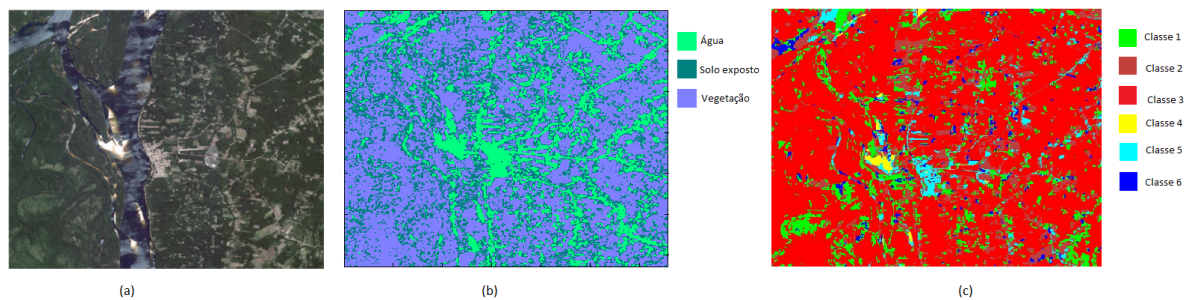 Água
Solo exposto
Vegetação
Classe 1
Classe 2
Classe 3
Classe 4
Classe 5
Classe 6
(a)
(b)
(c)